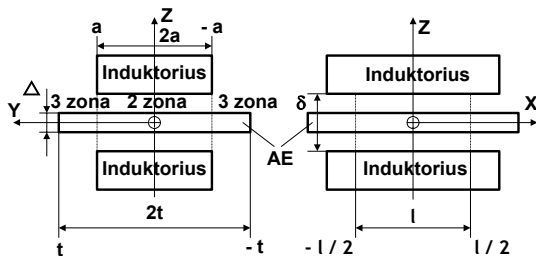 a Z - a
2a
Induktorius
△
3 zona 2 zona 3 zona
Y
AE
Induktorius
2t
t - t
Z
Induktorius
δ
X
Induktorius
l
- l / 2 l / 2